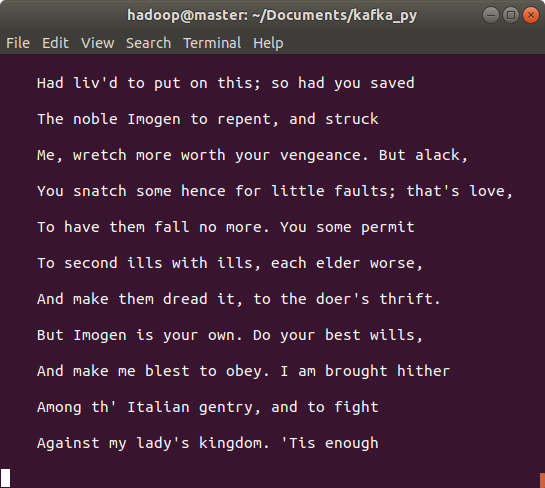 hadoop@master: ~/Documents/kafka_py
File Edit View Search Terminal Help
Had liv'd to put on this; so had you saved
The noble Imogen to repent, and struck
Me, wretch more worth your vengeance. But alack,
You snatch some hence for little faults; that's love,
To have them fall no more. You some permit
To second ills with ills, each elder worse,
And make them dread it, to the doer's thrift.
But Imogen is your own. Do your best wills,
And make me blest to obey. I am brought hither
Among th' Italian gentry, and to fight
Against my lady's kingdom. 'Tis enough